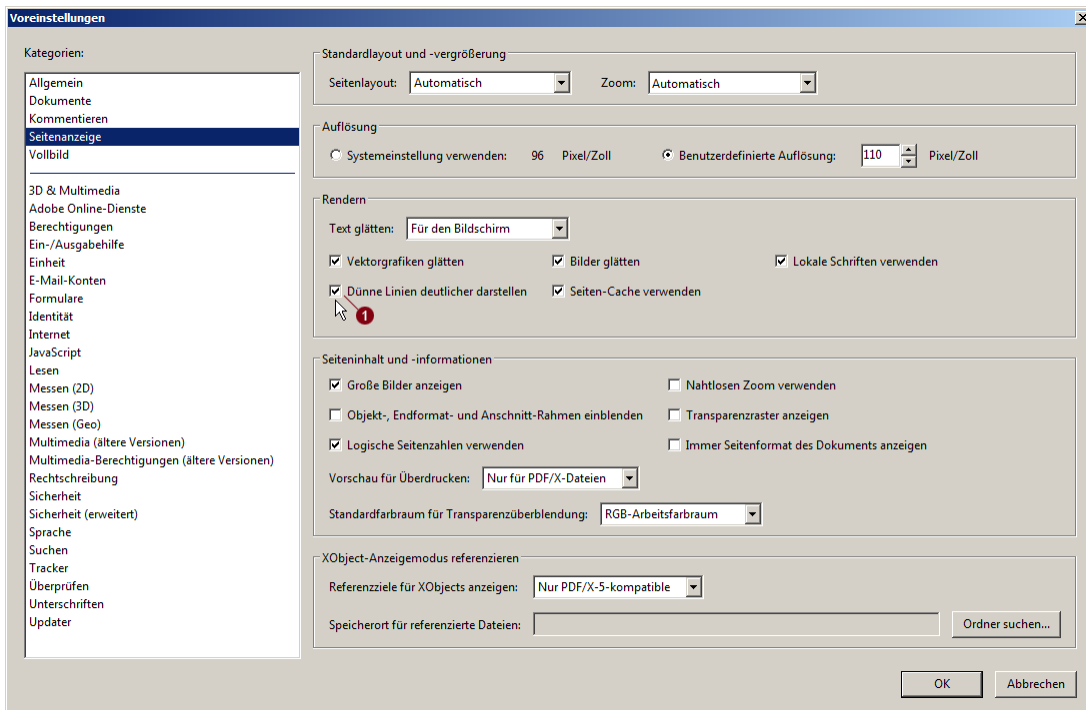 Voreinstellungen
Kategorien:
Allgemein
Dokumente
Kommentieren
Seitenanzeige
Vollbild
3D & Multimedia
Adobe Online-Dienste
Berechtigungen
Ein-/Ausgabehilfe
Einheit
E-Mail-Konten
Formulare
Identität
Internet
JavaScript
Lesen
Messen (2D)
Messen (3D)
Messen (Geo)
Multimedia (ältere Versionen)
Multimedia-Berechtigungen (ältere Versionen)
Rechtschreibung
Sicherheit
Sicherheit (erweitert)
Sprache
Suchen
Tracker
Überprüfen
Unterschriften
Updater
Standardlayout und -vergrößerung
Seitenlayout: Automatisch Zoom: Automatisch
Auflösung
Systemeinstellung verwenden: 96 Pixel/Zoll Benutzerdefinierte Auflösung: 110 Pixel/Zoll
Rendern
Text glätten: Für den Bildschirm
Vektorgrafiken glätten Bilder glätten Lokale Schriften verwenden
Dünne Linien deutlicher darstellen Seiten-Cache verwenden
1
Seiteninhalt und -informationen
Große Bilder anzeigen Nahtlosen Zoom verwenden
Objekt-, Endformat- und Anschnitt-Rahmen einblenden Transparenzraster anzeigen
Logische Seitenzahlen verwenden Immer Seitenformat des Dokuments anzeigen
Vorschau für Überdrucken: Nur für PDF/X-Dateien
Standardfarbraum für Transparenzüberblendung: RGB-Arbeitsfarbraum
XObject-Anzeigemodus referenzieren
Referenzziele für XObjects anzeigen: Nur PDF/X-5-kompatible
Speicherort für referenzierte Dateien: Ordner suchen...
OK Abbrechen